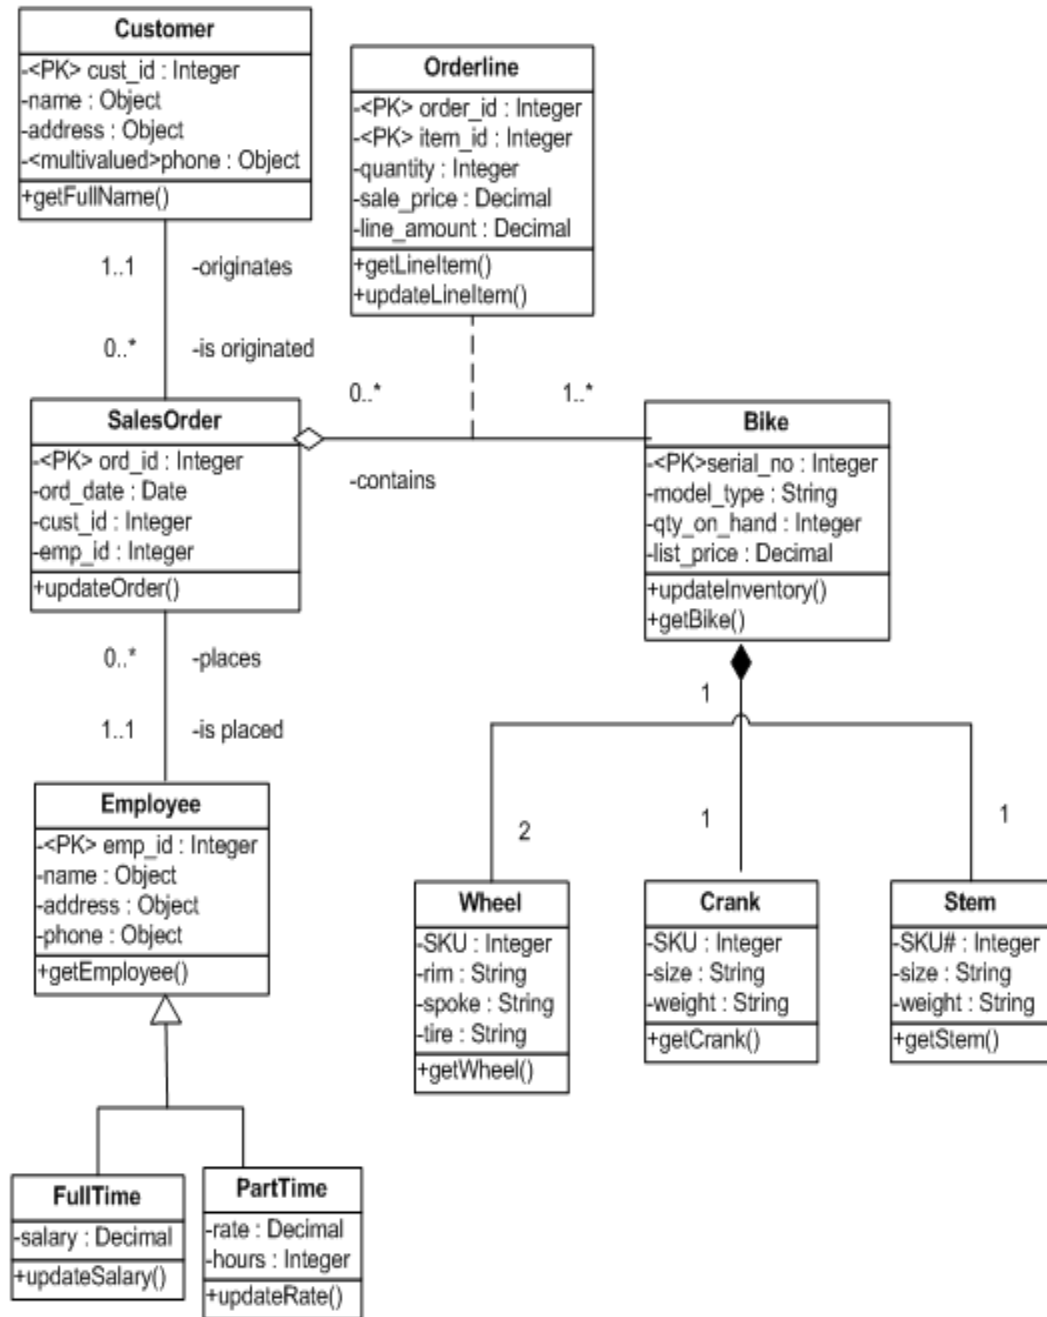 Customer
-<PK> cust_id : Integer
-name : Object
-address : Object
-<multivalued>phone : Object
+getFullName()
Orderline
-<PK> order_id : Integer
-<PK> item_id : Integer
-quantity : Integer
-sale_price : Decimal
-line_amount : Decimal
+getLineItem()
+updateLineItem()
1..1
-originates
0..*
-is originated
0..*
1..*
-contains
SalesOrder
-<PK> ord_id : Integer
-ord_date : Date
-cust_id : Integer
-emp_id : Integer
+updateOrder()
Bike
-<PK>serial_no : Integer
-model_type : String
-qty_on_hand : Integer
-list_price : Decimal
+updateInventory()
+getBike()
0..*
-places
1..1
-is placed
1
2
1
1
Employee
-<PK> emp_id : Integer
-name : Object
-address : Object
-phone : Object
+getEmployee()
Wheel
-SKU : Integer
-rim : String
-spoke : String
-tire : String
+getWheel()
Crank
-SKU : Integer
-size : String
-weight : String
+getCrank()
Stem
-SKU# : Integer
-size : String
-weight : String
+getStem()
FullTime
-salary : Decimal
+updateSalary()
PartTime
-rate : Decimal
-hours : Integer
+updateRate()